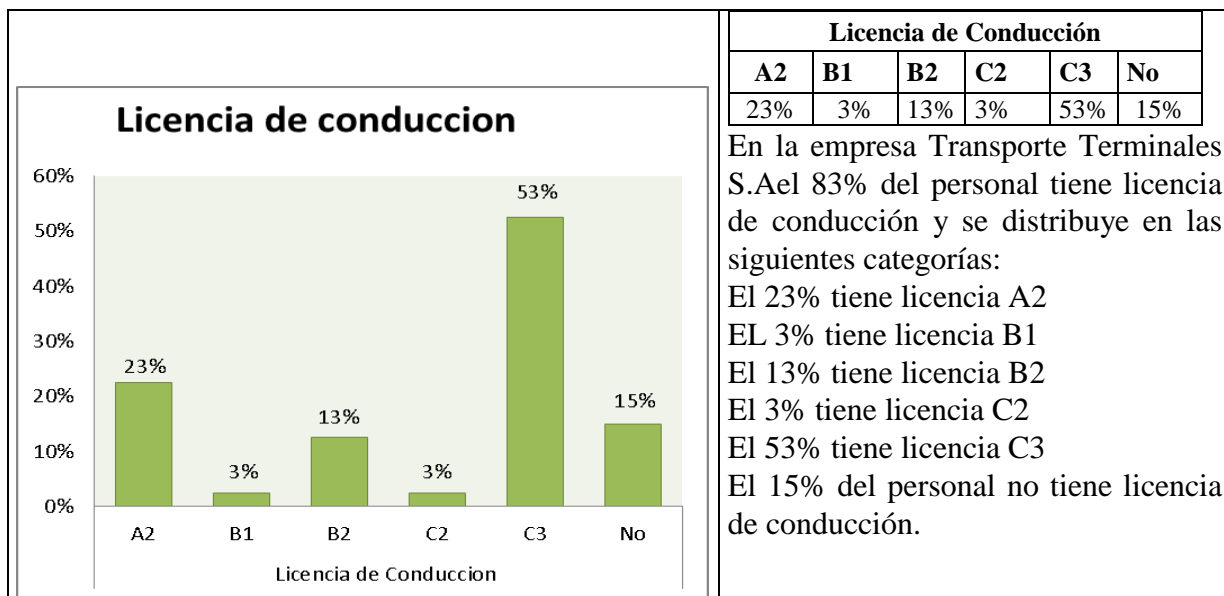 Licencia de conduccion
60%
50%
40%
30%
20%
10%
0%
23%
3%
13%
3%
53%
15%
A2 B1 B2 C2 C3 No
Licencia de Conduccion
Licencia de Conducción
A2 B1 B2 C2 C3 No
23% 3% 13% 3% 53% 15%
En la empresa Transporte Terminales
S.Ael 83% del personal tiene licencia
de conducción y se distribuye en las
siguientes categorías:
El 23% tiene licencia A2
EL 3% tiene licencia B1
El 13% tiene licencia B2
El 3% tiene licencia C2
El 53% tiene licencia C3
El 15% del personal no tiene licencia
de conducción.